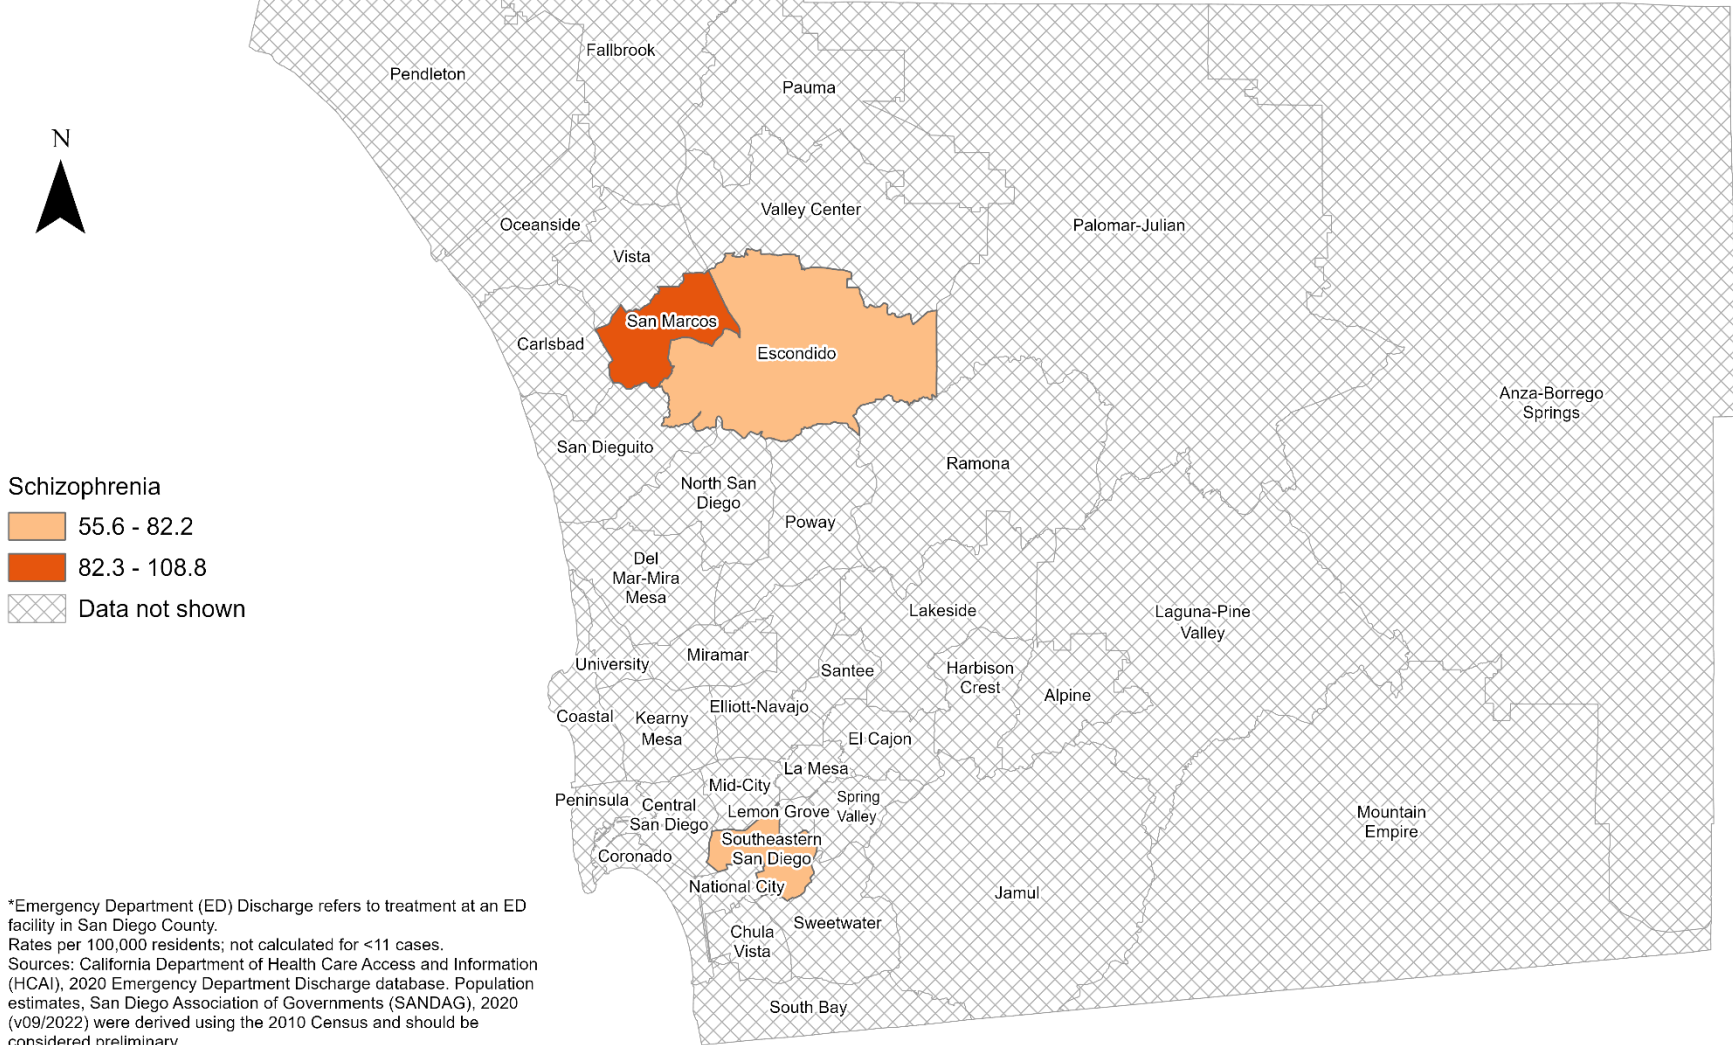 Fallbrook
Pendleton
Pauma
N
Valley Center
Oceanside
Palomar-Julian
Vista
San Marcos
Carlsbad
Escondido
Anza-Borrego
Springs
San Dieguito
Ramona
North San
Diego
Poway
Schizophrenia
55.6 - 82.2
82.3 - 108.8
Data not shown
Del
Mar-Mira
Mesa
Lakeside
Laguna-Pine
Valley
University
Miramar
Santee
Harbison
Crest
Alpine
Coastal
Kearny
Mesa
Elliott-Navajo
El Cajon
La Mesa
Mid-City
Peninsula
Central
San Diego
Lemon Grove
Spring
Valley
Mountain
Empire
Southeastern
San Diego
Coronado
National City
Jamul
Sweetwater
Chula
Vista
South Bay
*Emergency Department (ED) Discharge refers to treatment at an ED
facility in San Diego County.
Rates per 100,000 residents; not calculated for <11 cases.
Sources: California Department of Health Care Access and Information
(HCAI), 2020 Emergency Department Discharge database. Population
estimates, San Diego Association of Governments (SANDAG), 2020
(v09/2022) were derived using the 2010 Census and should be
considered preliminary.